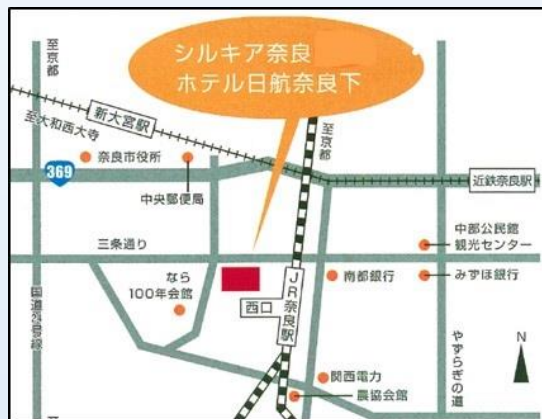 シルキア奈良
ホテル日航奈良下
至京都
新大宮駅
至大和西大寺
奈良市役所
369
中央郵便局
至京都
近鉄奈良駅
中部公民館
観光センター
三条通り
なら
100年会館
西口
JR奈良駅
南都銀行
みずほ銀行
国道24号線
やすらぎの道
N
関西電力
農協会館
至